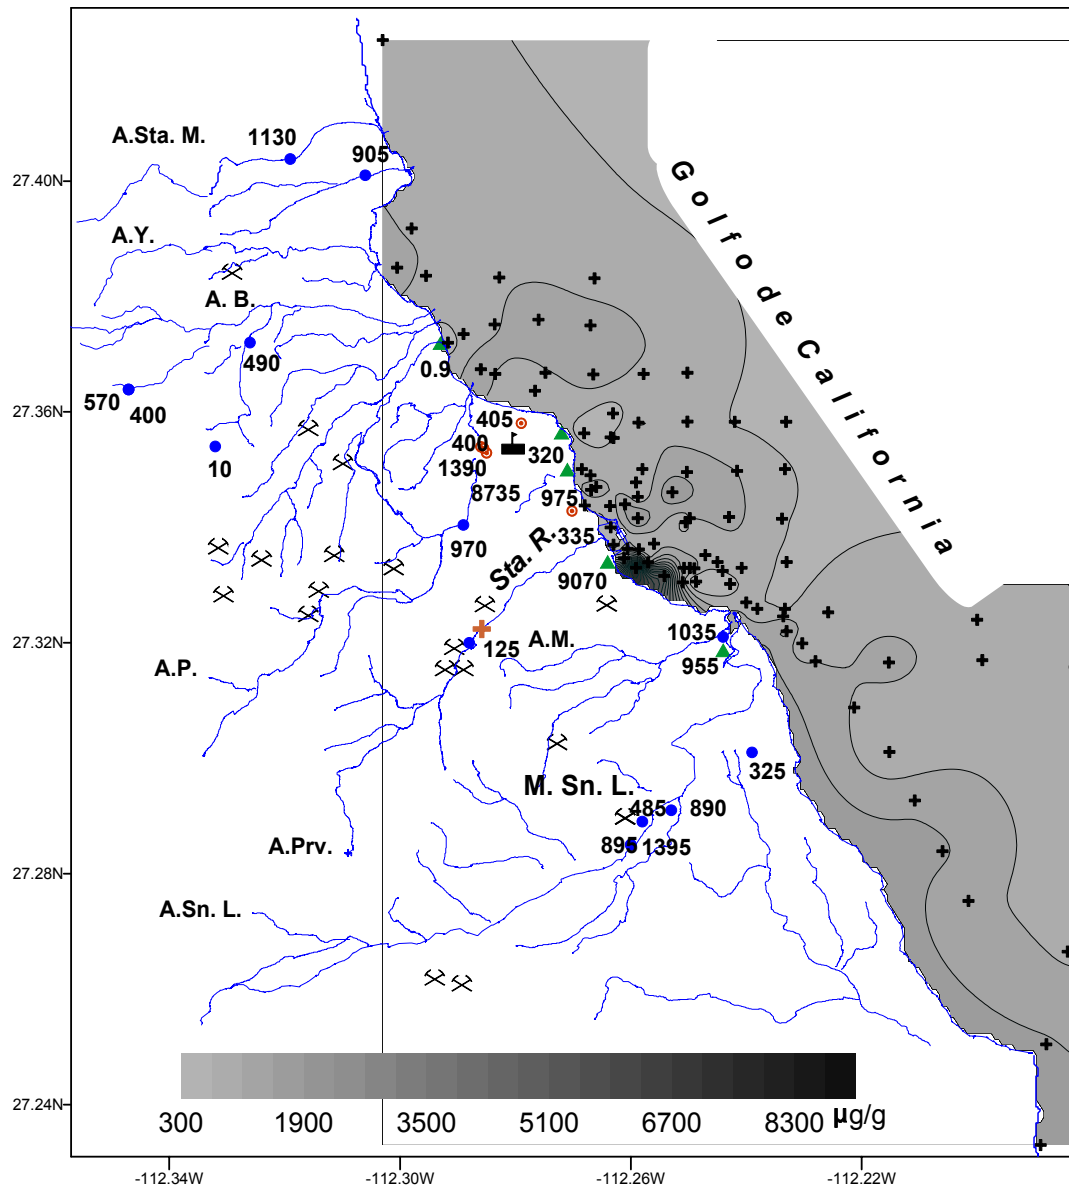 A.Sta. M.
1130
905
27.40N
Golfo de California
A.Y.
A. B.
490
0.9
27.36N
570
400
405
400
10
1390
320
8735
975
970
335
Sta. R.
9070
27.32N
125
A.M.
1035
955
A.P.
325
M. Sn. L.
485
890
A.Prv.
895
1395
27.28N
A.Sn. L.
27.24N
300
1900
3500
5100
6700
8300
µg/g
-112.34W
-112.30W
-112.26W
-112.22W